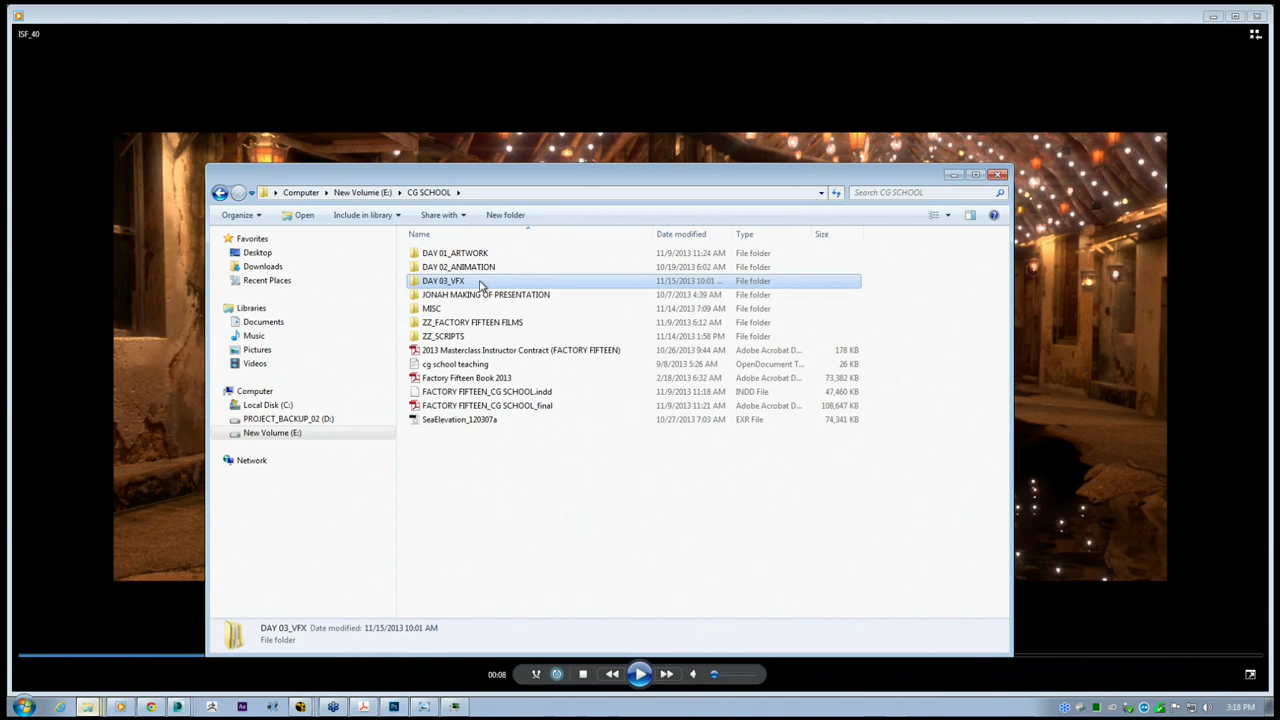 ISF_40
Computer New Volume (E:) CG SCHOOL
Search CG SCHOOL
Organize Open Include in library Share with New folder
Name Date modified Type Size
Favorites
Desktop
Downloads
Recent Places
Libraries
Documents
Music
Pictures
Videos
Computer
Local Disk (C:)
PROJECT_BACKUP_02 (D:)
New Volume (E:)
Network
DAY 01_ARTWORK 11/9/2013 11:24 AM File folder
DAY 02_ANIMATION 10/19/2013 6:02 AM File folder
DAY 03_VFX 11/15/2013 10:01 ... File folder
JONAH MAKING OF PRESENTATION 10/7/2013 4:39 AM File folder
MISC 11/14/2013 7:09 AM File folder
ZZ_FACTORY FIFTEEN FILMS 11/9/2013 6:12 AM File folder
ZZ_SCRIPTS 11/14/2013 1:58 PM File folder
2013 Masterclass Instructor Contract (FACTORY FIFTEEN) 10/26/2013 9:44 AM Adobe Acrobat D... 178 KB
cg school teaching 9/8/2013 5:26 AM OpenDocument T... 26 KB
Factory Fifteen Book 2013 2/18/2013 6:32 AM Adobe Acrobat D... 73,382 KB
FACTORY FIFTEEN_CG SCHOOL.indd 11/9/2013 11:18 AM INDD File 47,460 KB
FACTORY FIFTEEN_CG SCHOOL_final 11/9/2013 11:21 AM Adobe Acrobat D... 108,647 KB
SeaElevation_120307a 10/27/2013 7:03 AM EXR File 74,341 KB
DAY 03_VFX Date modified: 11/15/2013 10:01 AM
File folder
00:08
Ae
Ps
3:18 PM